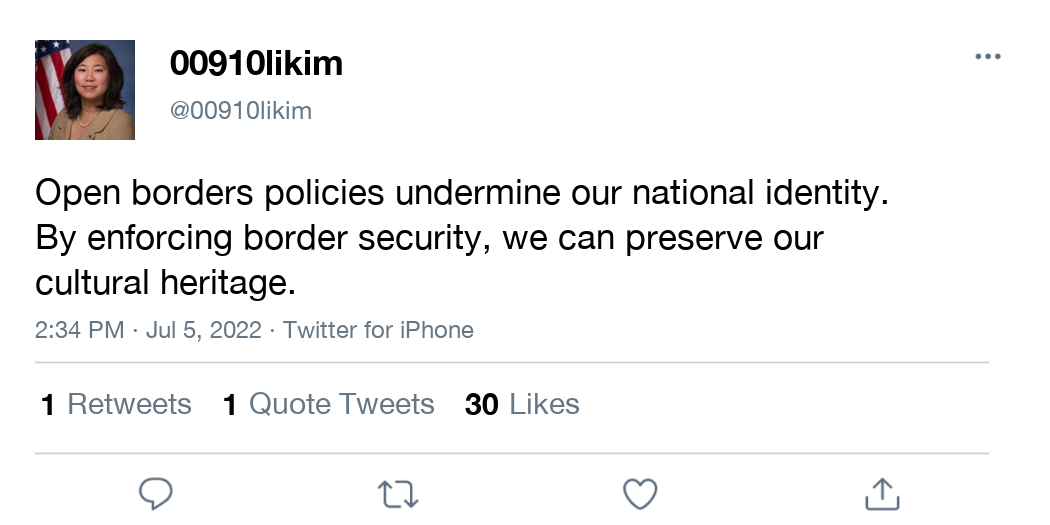 00910likim
@00910likim
Open borders policies undermine our national identity.
By enforcing border security, we can preserve our
cultural heritage.
2:34 PM · Jul 5, 2022 · Twitter for iPhone
1 Retweets 1 Quote Tweets 30 Likes